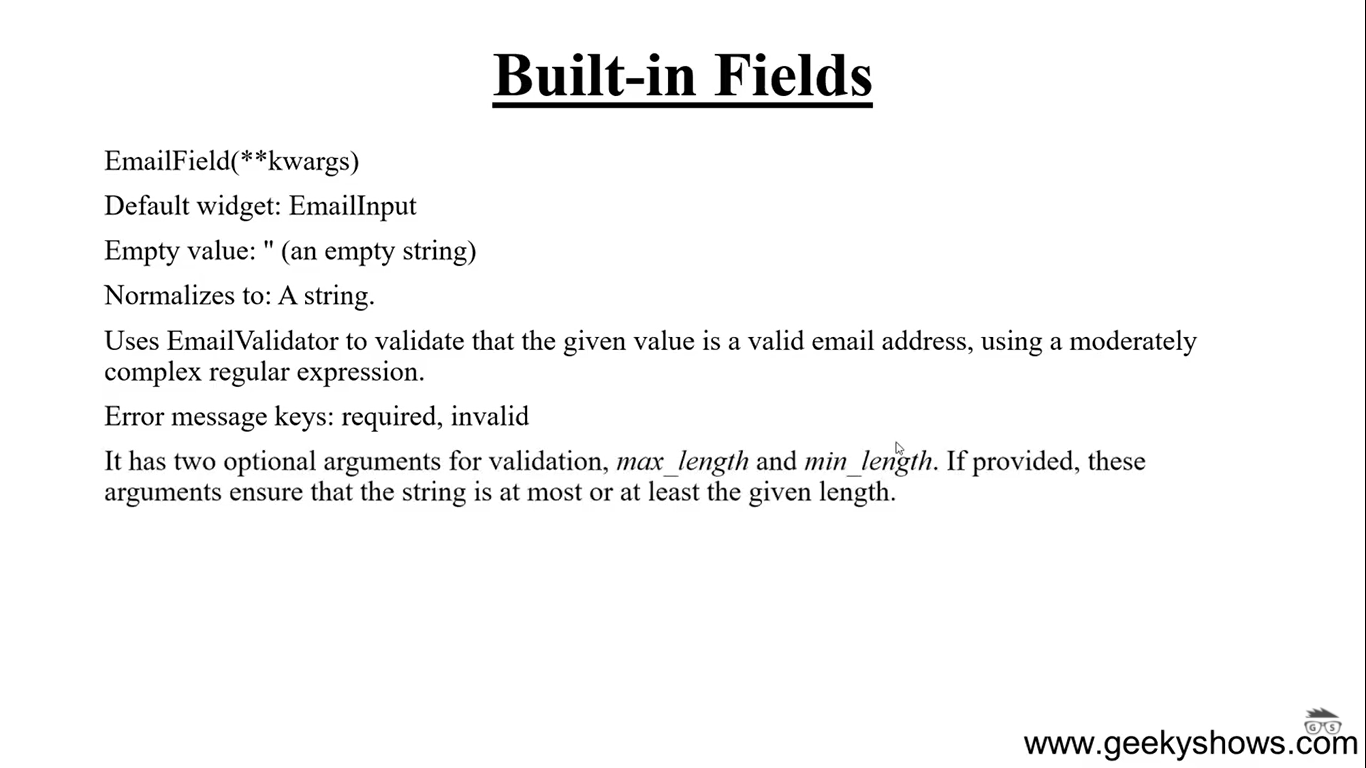 Built-in Fields
EmailField(**kwargs)
Default widget: EmailInput
Empty value: '' (an empty string)
Normalizes to: A string.
Uses EmailValidator to validate that the given value is a valid email address, using a moderately
complex regular expression.
Error message keys: required, invalid
It has two optional arguments for validation, max_length and min_length. If provided, these
arguments ensure that the string is at most or at least the given length.
G S
www.geekyshows.com